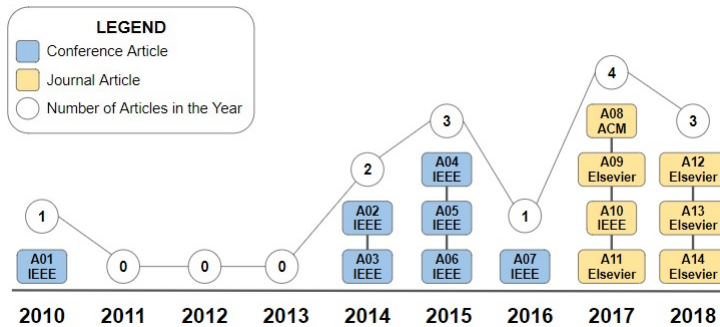 LEGEND
Conference Article
Journal Article
Number of Articles in the Year
1
0
0
0
2
3
1
4
3
A01
IEEE
A02
IEEE
A03
IEEE
A04
IEEE
A05
IEEE
A06
IEEE
A07
IEEE
A08
ACM
A09
Elsevier
A10
IEEE
A11
Elsevier
A12
Elsevier
A13
Elsevier
A14
Elsevier
2010 2011 2012 2013 2014 2015 2016 2017 2018